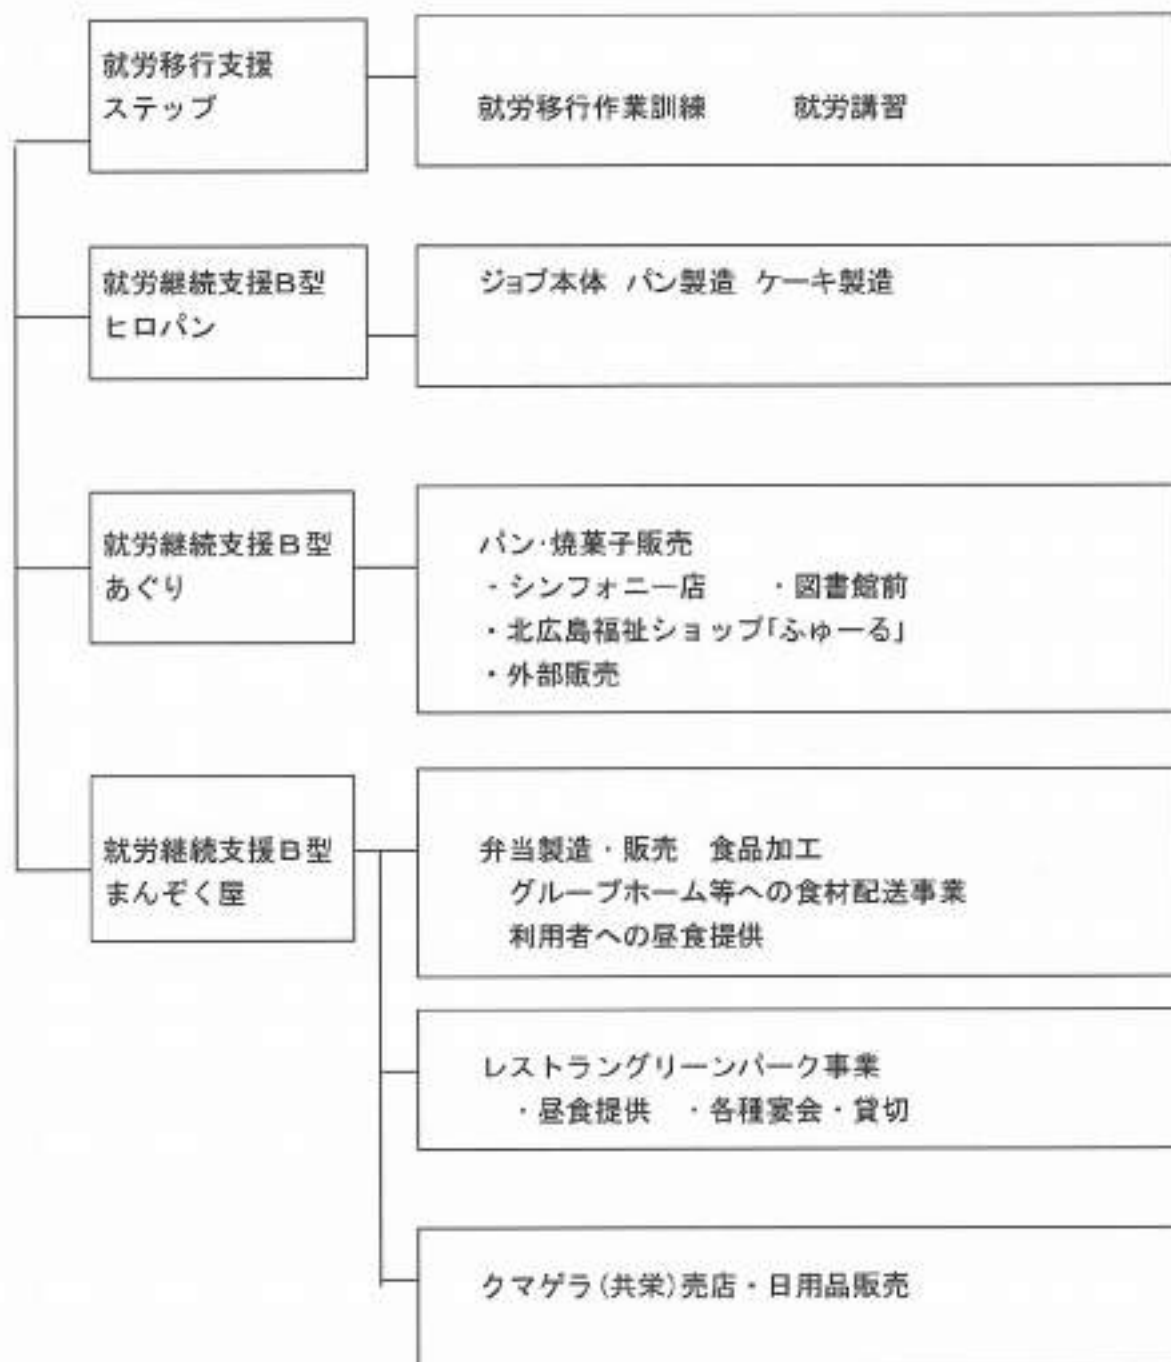 就労移行支援
ステップ
就労移行作業訓練　　就労講習
就労継続支援B型
ヒロパン
ジョブ本体 パン製造 ケーキ製造
就労継続支援B型
あぐり
パン・焼菓子販売
・シンフォニー店　　・図書館前
・北広島福祉ショップ「ふゅーる」
・外部販売
就労継続支援B型
まんぞく屋
弁当製造・販売　食品加工
グループホーム等への食材配送事業
利用者への昼食提供
レストラングリーンパーク事業
・昼食提供　・各種宴会・貸切
クマゲラ(共栄)売店・日用品販売